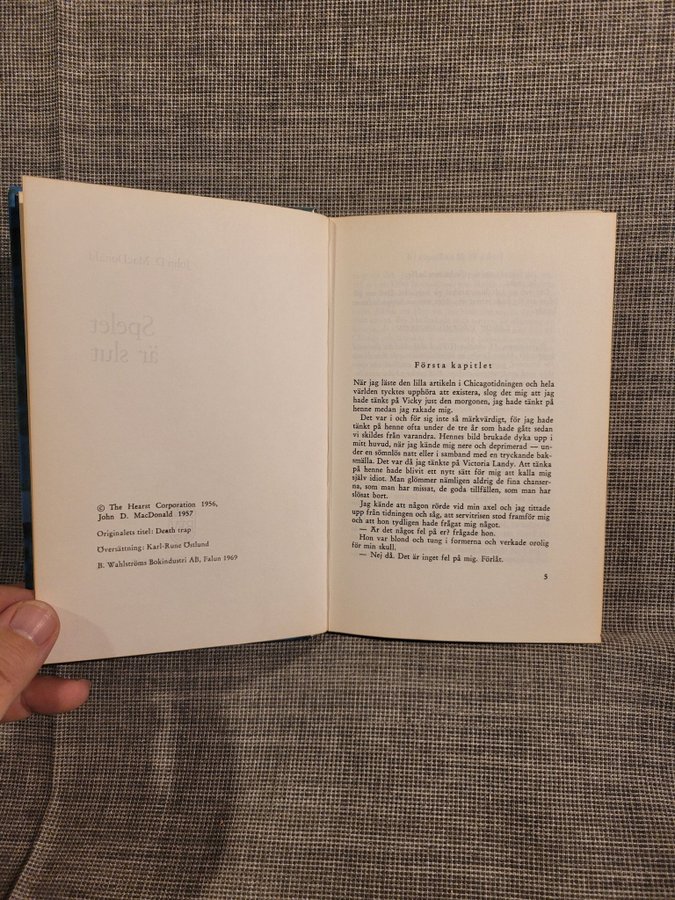 John D. MacDonald
Spelet
är slut
© The Hearst Corporation 1956,
John D. MacDonald 1957
Originalets titel: Death trap
Översättning: Karl-Rune Östlund
B. Wahlströms Bokindustri AB, Falun 1969
Första kapitlet
När jag läste den lilla artikeln i Chicagotidningen och hela
världen tycktes upphöra att existera, slog det mig att jag
hade tänkt på Vicky just den morgonen, jag hade tänkt på
henne medan jag rakade mig.
Det var i och för sig inte så märkvärdigt, för jag hade
tänkt på henne ofta under de tre år som hade gått sedan
vi skildes från varandra. Hennes bild brukade dyka upp i
mitt huvud, när jag kände mig nere och deprimerad — un-
der en sömnlös natt eller i samband med en tryckande bak-
smälla. Det var då jag tänkte på Victoria Landy. Att tänka
på henne hade blivit ett nytt sätt för mig att kalla mig
själv idiot. Man glömmer nämligen aldrig de fina chanser-
na, som man har missat, de goda tillfällen, som man har
slösat bort.
Jag kände att någon rörde vid min axel och jag tittade
upp från tidningen och såg, att servitrisen stod framför mig
och att hon tydligen hade frågat mig något.
— Är det något fel på er? frågade hon.
Hon var blond och tung i formerna och verkade orolig
för min skull.
— Nej då. Det är inget fel på mig. Förlåt.
5